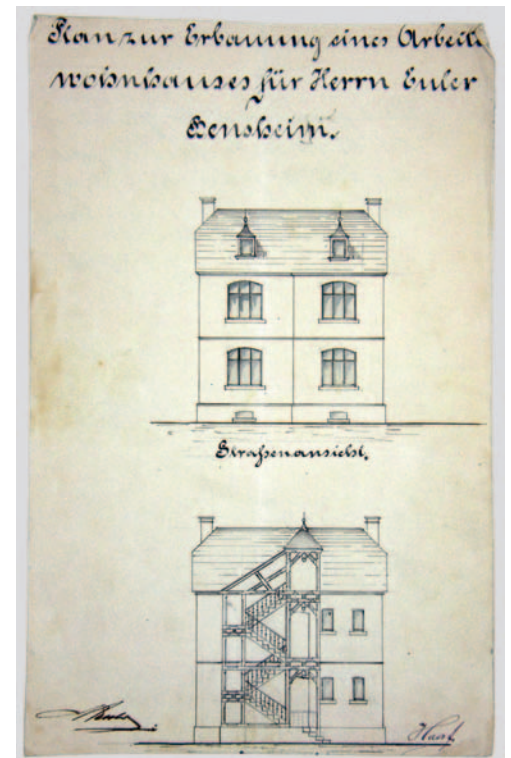 Plan zur Erbauung eines Arbeit
wohnhauses für Herrn Euler
Bensheim.
Straßenansicht.